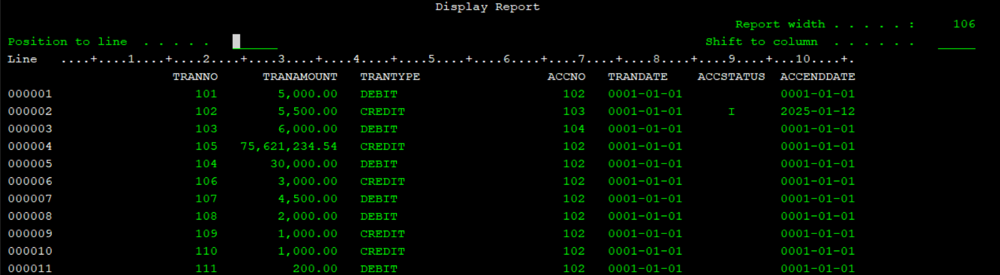 Display Report
Report width . . . . . : 106
Position to line . . . . . Shift to column . . . . . .
Line ....+....1....+....2....+....3....+....4....+....5....+....6....+....7....+....8....+....9....+...10....+.
TRANNO TRANAMOUNT TRANTYPE ACCNO TRANDATE ACCSTATUS ACCENDDATE
000001 101 5,000.00 DEBIT 102 0001-01-01 0001-01-01
000002 102 5,500.00 CREDIT 103 0001-01-01 I 2025-01-12
000003 103 6,000.00 DEBIT 104 0001-01-01 0001-01-01
000004 105 75,621,234.54 CREDIT 102 0001-01-01 0001-01-01
000005 104 30,000.00 DEBIT 102 0001-01-01 0001-01-01
000006 106 3,000.00 CREDIT 102 0001-01-01 0001-01-01
000007 107 4,500.00 DEBIT 102 0001-01-01 0001-01-01
000008 108 2,000.00 DEBIT 102 0001-01-01 0001-01-01
000009 109 1,000.00 CREDIT 102 0001-01-01 0001-01-01
000010 110 1,000.00 CREDIT 102 0001-01-01 0001-01-01
000011 111 200.00 DEBIT 102 0001-01-01 0001-01-01